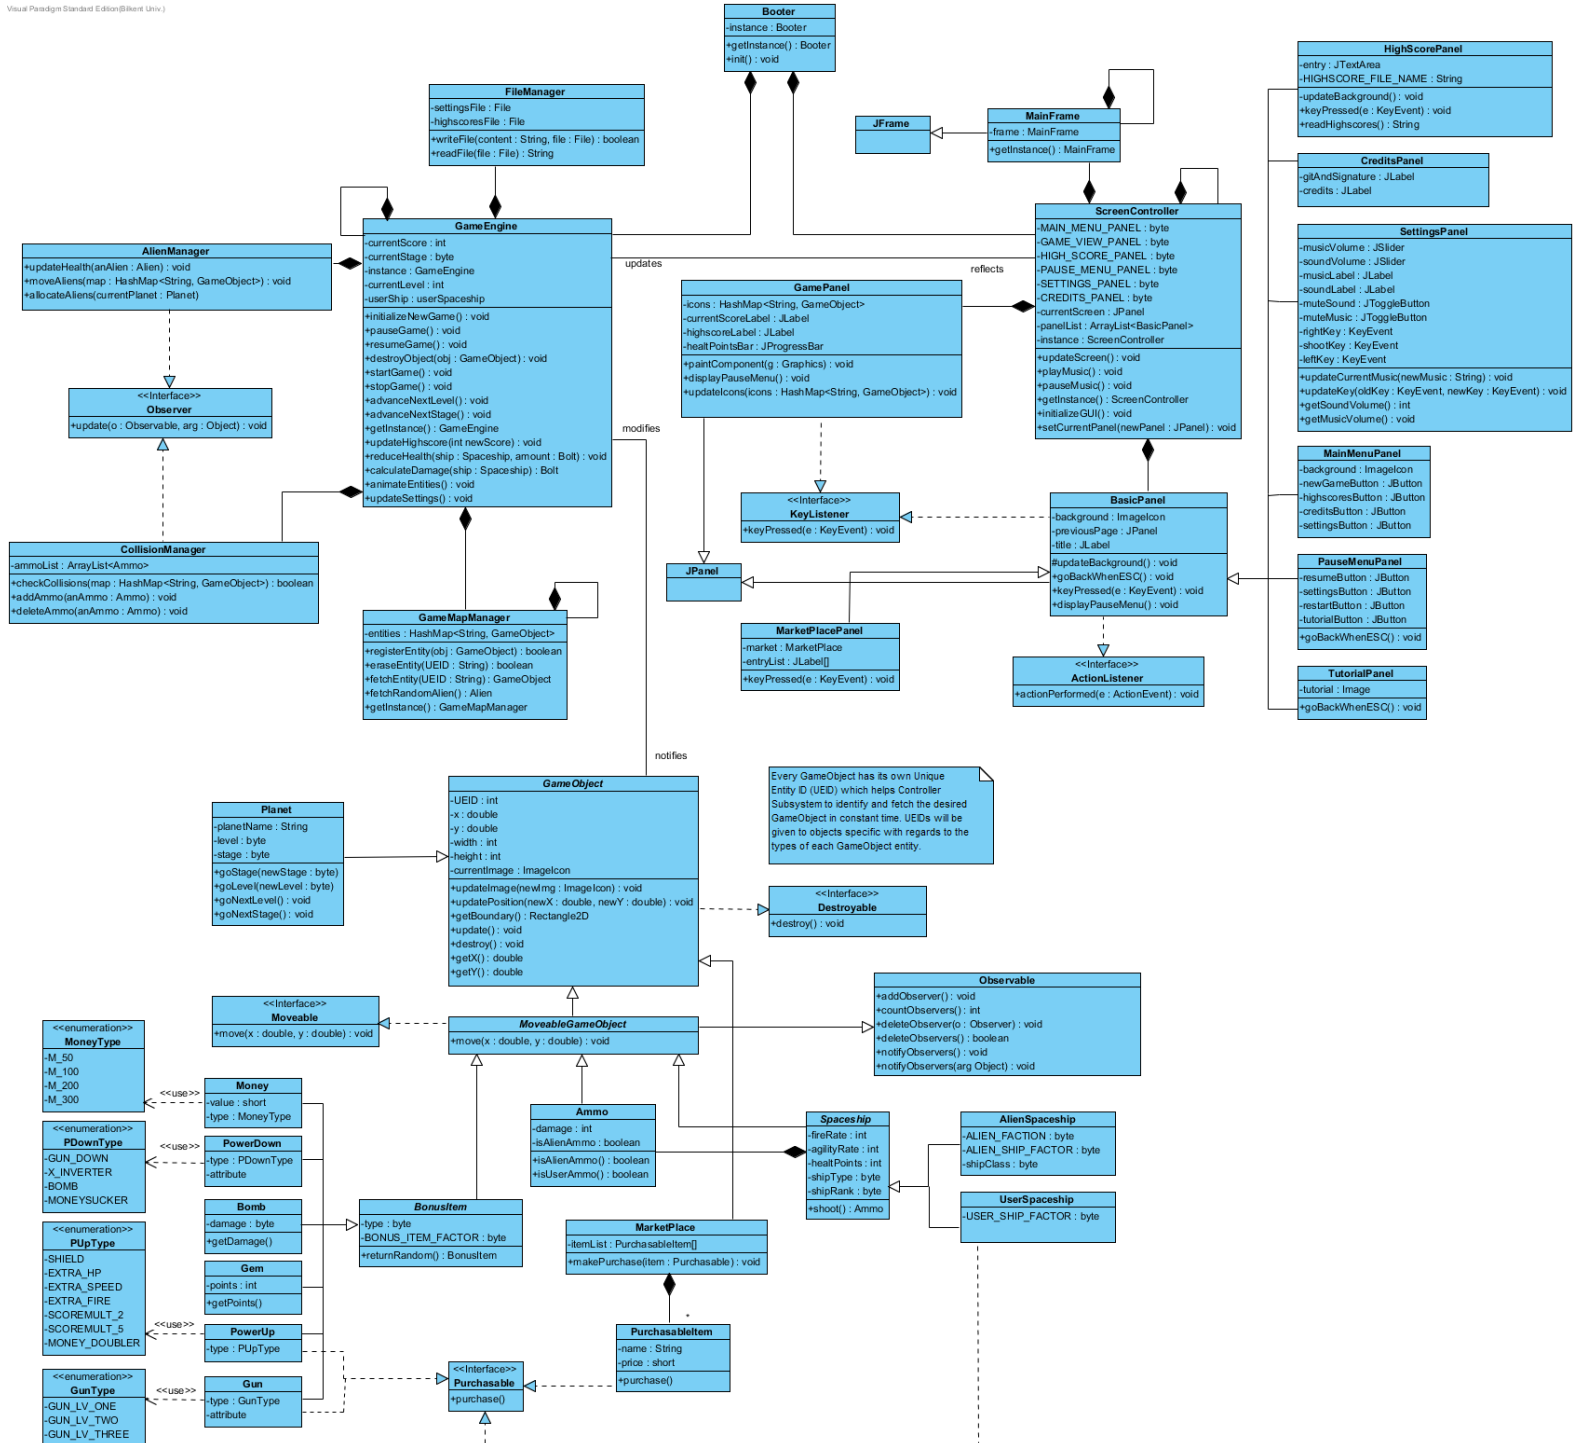 Visual Paradigm Standard Edition(Bilkent Univ.)
Booter
-instance : Booter
+getInstance() : Booter
+init() : void
FileManager
-settingsFile : File
-highscoresFile : File
+writeFile(content : String, file : File) : boolean
+readFile(file : File) : String
JFrame
MainFrame
-frame : MainFrame
+getInstance() : MainFrame
HighScorePanel
-entry : JTextArea
-HIGHSCORE_FILE_NAME : String
-updateBackground() : void
+keyPressed(e : KeyEvent) : void
+readHighscores() : String
CreditsPanel
-gitAndSignature : JLabel
-credits : JLabel
AlienManager
+updateHealth(anAlien : Alien) : void
+moveAliens(map : HashMap<String, GameObject>) : void
+allocateAliens(currentPlanet : Planet)
GameEngine
-currentScore : int
-currentStage : byte
-instance : GameEngine
-currentLevel : int
-userShip : userSpaceship
+initializeNewGame() : void
+pauseGame() : void
+resumeGame() : void
+destroyObject(obj : GameObject) : void
+startGame() : void
+stopGame() : void
+advanceNextLevel() : void
+advanceNextStage() : void
+getInstance() : GameEngine
+updateHighscore(int newScore) : void
+reduceHealth(ship : Spaceship, amount : Bolt) : void
+calculateDamage(ship : Spaceship) : Bolt
+animateEntities() : void
+updateSettings() : void
updates
reflects
modifies
notifies
ScreenController
-MAIN_MENU_PANEL : byte
-GAME_VIEW_PANEL : byte
-HIGH_SCORE_PANEL : byte
-PAUSE_MENU_PANEL : byte
-SETTINGS_PANEL : byte
-CREDITS_PANEL : byte
-currentScreen : JPanel
-panelList : ArrayList<BasicPanel>
-instance : ScreenController
+updateScreen() : void
+playMusic() : void
+pauseMusic() : void
+getInstance() : ScreenController
+initializeGUI() : void
+setCurrentPanel(newPanel : JPanel) : void
SettingsPanel
-musicVolume : JSlider
-soundVolume : JSlider
-musicLabel : JLabel
-soundLabel : JLabel
-muteSound : JToggleButton
-muteMusic : JToggleButton
-rightKey : KeyEvent
-shootKey : KeyEvent
-leftKey : KeyEvent
+updateCurrentMusic(newMusic : String) : void
+updateKey(oldKey : KeyEvent, newKey : KeyEvent) : void
+getSoundVolume() : int
+getMusicVolume() : void
GamePanel
-icons : HashMap<String, GameObject>
-currentScoreLabel : JLabel
-highscoreLabel : JLabel
-healtPointsBar : JProgressBar
+paintComponent(g : Graphics) : void
+displayPauseMenu() : void
+updateIcons(icons : HashMap<String, GameObject>) : void
<<Interface>>
Observer
+update(o : Observable, arg : Object) : void
<<Interface>>
KeyListener
+keyPressed(e : KeyEvent) : void
BasicPanel
-background : ImageIcon
-previousPage : JPanel
-title : JLabel
#updateBackground() : void
+goBackWhenESC() : void
+keyPressed(e : KeyEvent) : void
+displayPauseMenu() : void
MainMenuPanel
-background : ImageIcon
-newGameButton : JButton
-highscoresButton : JButton
-creditsButton : JButton
-settingsButton : JButton
CollisionManager
-ammoList : ArrayList<Ammo>
+checkCollisions(map : HashMap<String, GameObject>) : boolean
+addAmmo(anAmmo : Ammo) : void
+deleteAmmo(anAmmo : Ammo) : void
JPanel
PauseMenuPanel
-resumeButton : JButton
-settingsButton : JButton
-restartButton : JButton
-tutorialButton : JButton
+goBackWhenESC() : void
GameMapManager
-entities : HashMap<String, GameObject>
+registerEntity(obj : GameObject) : boolean
+eraseEntity(UEID : String) : boolean
+fetchEntity(UEID : String) : GameObject
+fetchRandomAlien() : Alien
+getInstance() : GameMapManager
MarketPlacePanel
-market : MarketPlace
-entryList : JLabel[]
+keyPressed(e : KeyEvent) : void
<<Interface>>
ActionListener
+actionPerformed(e : ActionEvent) : void
TutorialPanel
-tutorial : Image
+goBackWhenESC() : void
GameObject
-UEID : int
-x : double
-y : double
-width : int
-height : int
-currentImage : ImageIcon
+updateImage(newImg : ImageIcon) : void
+updatePosition(newX : double, newY : double) : void
+getBoundary() : Rectangle2D
+update() : void
+destroy() : void
+getX() : double
+getY() : double
Every GameObject has its own Unique
Entity ID (UEID) which helps Controller
Subsystem to identify and fetch the desired
GameObject in constant time. UEIDs will be
given to objects specific with regards to the
types of each GameObject entity.
Planet
-planetName : String
-level : byte
-stage : byte
+goStage(newStage : byte)
+goLevel(newLevel : byte)
+goNextLevel() : void
+goNextStage() : void
<<Interface>>
Destroyable
+destroy() : void
Observable
+addObserver() : void
+countObservers() : int
+deleteObserver(o : Observer) : void
+deleteObservers() : boolean
+notifyObservers() : void
+notifyObservers(arg Object) : void
<<Interface>>
Moveable
+move(x : double, y : double) : void
MoveableGameObject
+move(x : double, y : double) : void
<<enumeration>>
MoneyType
-M_50
-M_100
-M_200
-M_300
<<use>>
Money
-value : short
-type : MoneyType
<<enumeration>>
PDownType
-GUN_DOWN
-X_INVERTER
-BOMB
-MONEYSUCKER
<<use>>
PowerDown
-type : PDownType
-attribute
Ammo
-damage : int
-isAlienAmmo : boolean
+isAlienAmmo() : boolean
+isUserAmmo() : boolean
Spaceship
-fireRate : int
-agilityRate : int
-healtPoints : int
-shipType : byte
-shipRank : byte
+shoot() : Ammo
AlienSpaceship
-ALIEN_FACTION : byte
-ALIEN_SHIP_FACTOR : byte
-shipClass : byte
UserSpaceship
-USER_SHIP_FACTOR : byte
Bomb
-damage : byte
+getDamage()
BonusItem
-type : byte
-BONUS_ITEM_FACTOR : byte
+returnRandom() : BonusItem
MarketPlace
-itemList : PurchasableItem[]
+makePurchase(item : Purchasable) : void
<<enumeration>>
PUpType
-SHIELD
-EXTRA_HP
-EXTRA_SPEED
-EXTRA_FIRE
-SCOREMULT_2
-SCOREMULT_5
-MONEY_DOUBLER
Gem
-points : int
+getPoints()
<<use>>
PowerUp
-type : PUpType
*
PurchasableItem
-name : String
-price : short
+purchase()
<<Interface>>
Purchasable
+purchase()
<<enumeration>>
GunType
-GUN_LV_ONE
-GUN_LV_TWO
-GUN_LV_THREE
<<use>>
Gun
-type : GunType
-attribute